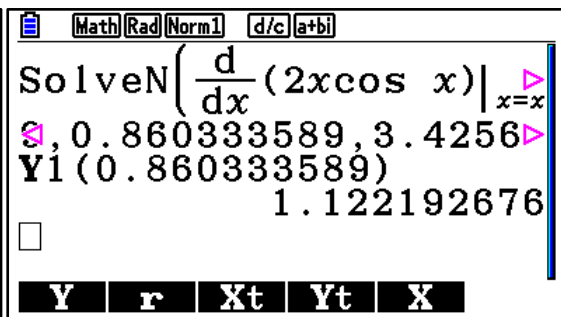 Math Rad Norm1 d/c a+bi
SolveN(d/dx(2xcos x)|x=x
,0.860333589,3.4256
Y1(0.860333589)
1.122192676
Y r Xt Yt X